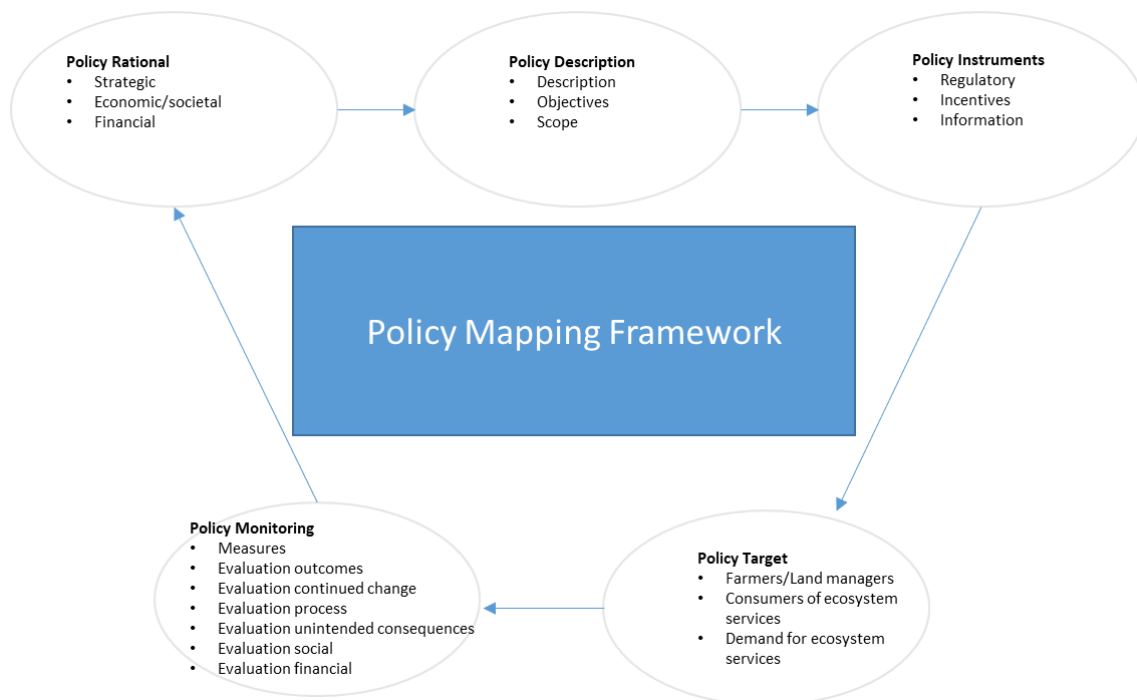 Policy Rational
• Strategic
• Economic/societal
• Financial
Policy Description
• Description
• Objectives
• Scope
Policy Instruments
• Regulatory
• Incentives
• Information
Policy Mapping Framework
Policy Monitoring
• Measures
• Evaluation outcomes
• Evaluation continued change
• Evaluation process
• Evaluation unintended consequences
• Evaluation social
• Evaluation financial
Policy Target
• Farmers/Land managers
• Consumers of ecosystem
services
• Demand for ecosystem
services